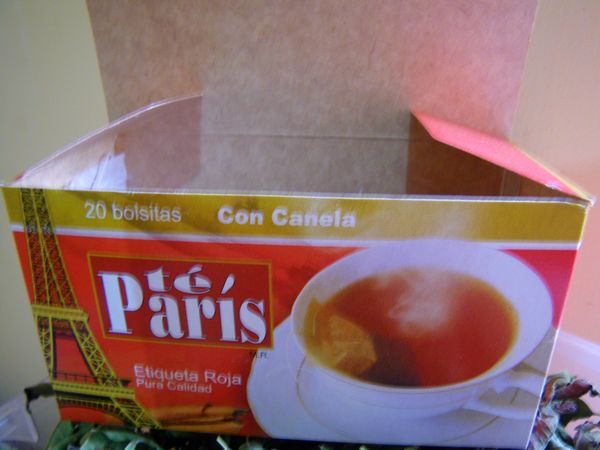 20 bolsitas Con Canela
té
París
Etiqueta Roja
Pura Calidad